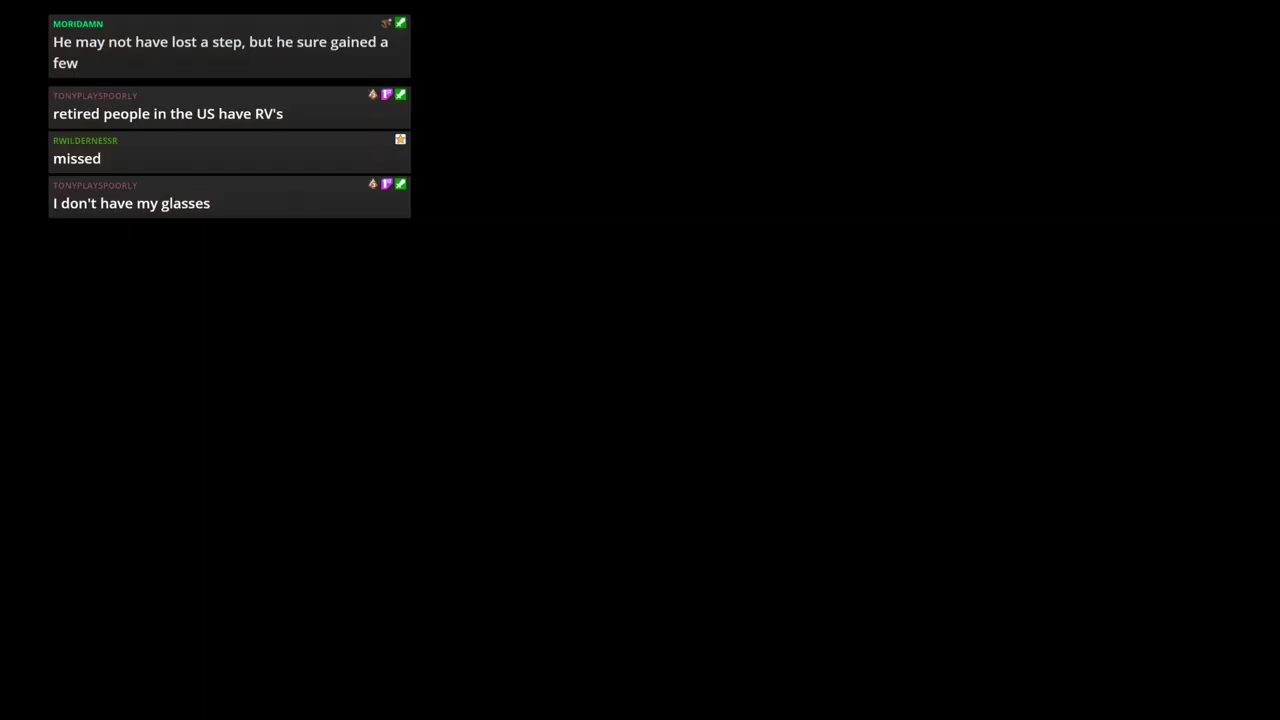 MORIDAMN
He may not have lost a step, but he sure gained a
few
TONYPLAYSPOORLY
retired people in the US have RV's
RWILDERNESSR
missed
TONYPLAYSPOORLY
I don't have my glasses